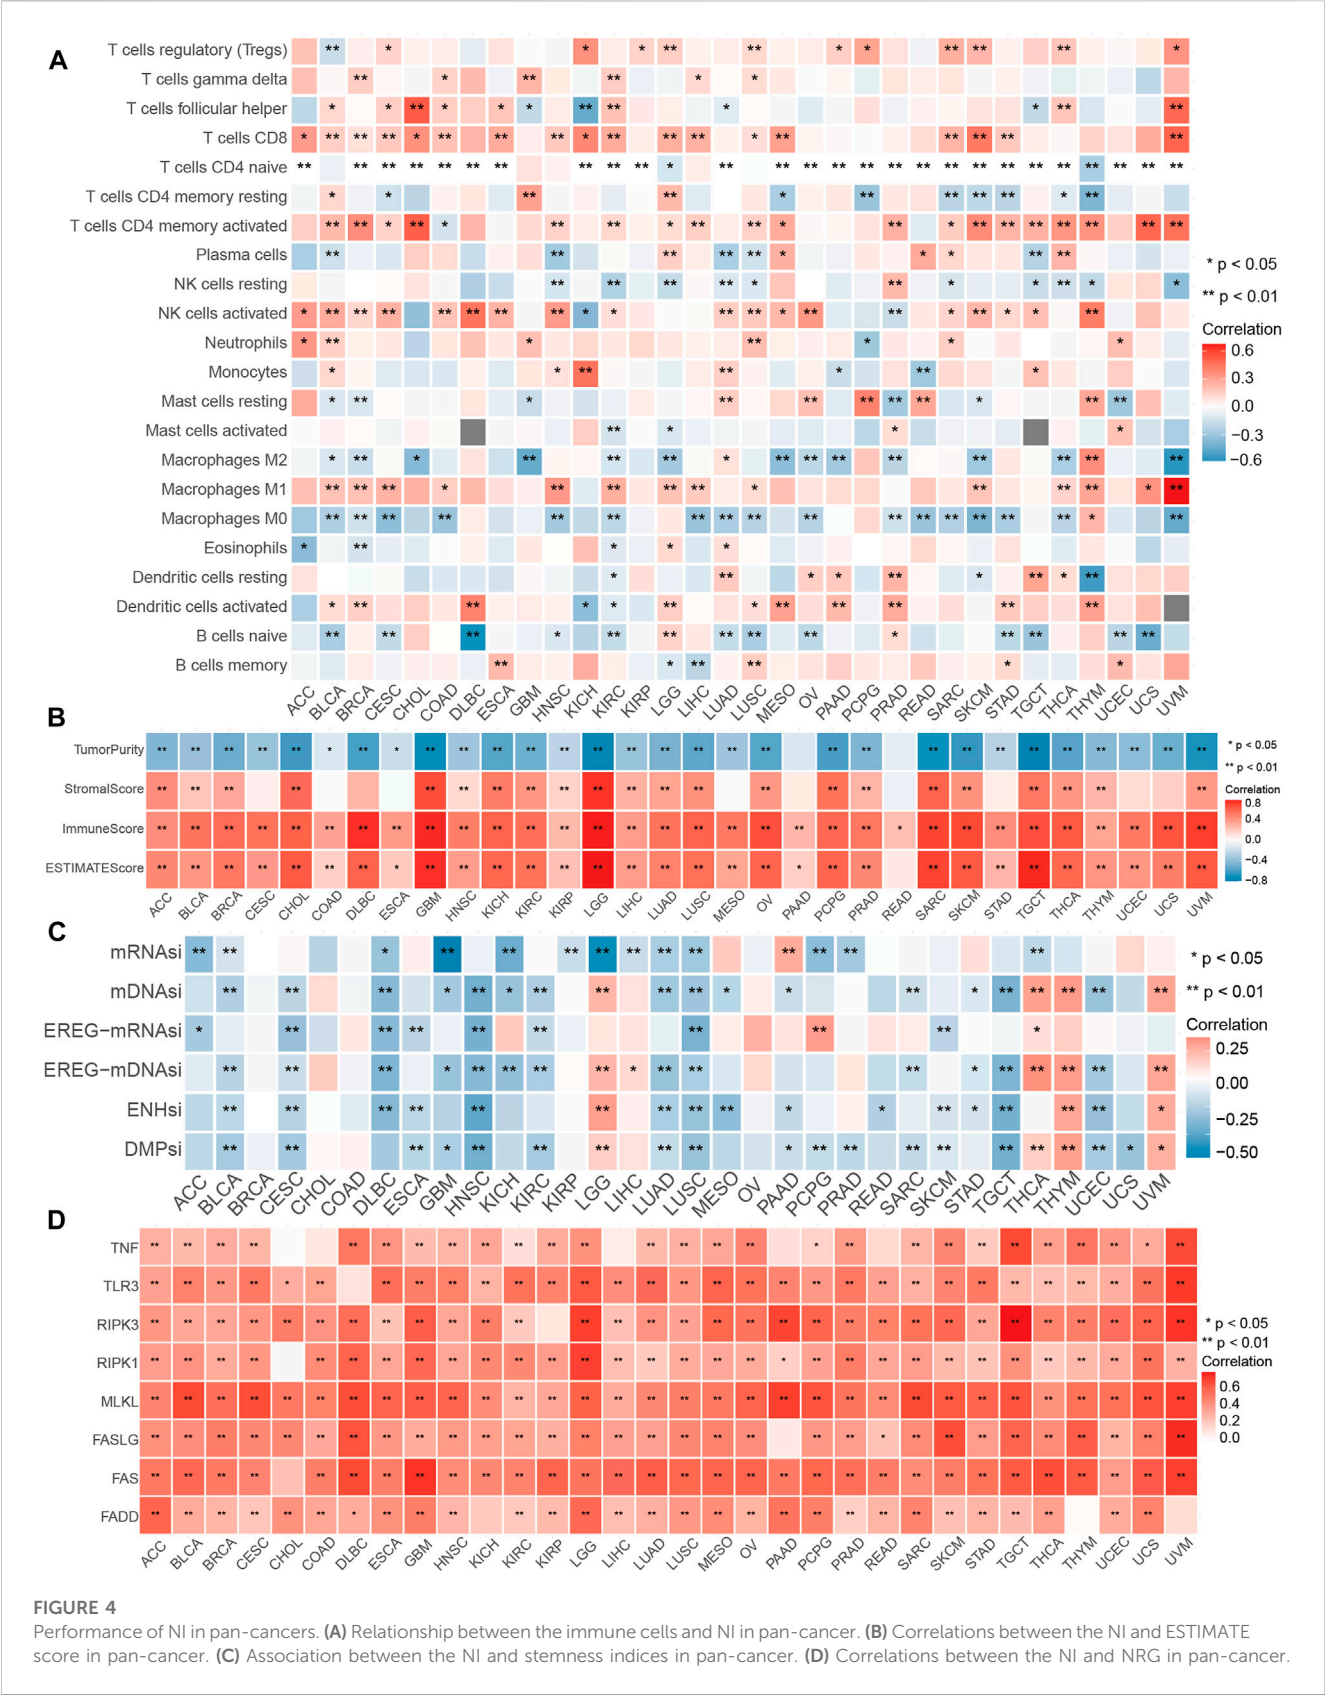 A
T cells regulatory (Tregs)
T cells gamma delta
T cells follicular helper
T cells CD8
T cells CD4 naive
T cells CD4 memory resting
T cells CD4 memory activated
Plasma cells
NK cells resting
NK cells activated
Neutrophils
Monocytes
Mast cells resting
Mast cells activated
Macrophages M2
Macrophages M1
Macrophages M0
Eosinophils
Dendritic cells resting
Dendritic cells activated
B cells naive
B cells memory
ACC BLCA BRCA CESC CHOL COAD DLBC ESCA GBM HNSC KICH KIRC KIRP LGG LIHC LUAD LUSC MESO OV PAAD PCPG PRAD READ SARC SKCM STAD TGCT THCA THYM UCEC UCS UVM
* p < 0.05
** p < 0.01
Correlation
0.6
0.3
0.0
−0.3
−0.6
B
TumorPurity
StromalScore
ImmuneScore
ESTIMATEScore
ACC BLCA BRCA CESC CHOL COAD DLBC ESCA GBM HNSC KICH KIRC KIRP LGG LIHC LUAD LUSC MESO OV PAAD PCPG PRAD READ SARC SKCM STAD TGCT THCA THYM UCEC UCS UVM
* p < 0.05
** p < 0.01
Correlation
0.8
0.4
0.0
−0.4
−0.8
C
mRNAsi
mDNAsi
EREG−mRNAsi
EREG−mDNAsi
ENHsi
DMPsi
ACC BLCA BRCA CESC CHOL COAD DLBC ESCA GBM HNSC KICH KIRC KIRP LGG LIHC LUAD LUSC MESO OV PAAD PCPG PRAD READ SARC SKCM STAD TGCT THCA THYM UCEC UCS UVM
* p < 0.05
** p < 0.01
Correlation
0.25
0.00
−0.25
−0.50
D
TNF
TLR3
RIPK3
RIPK1
MLKL
FASLG
FAS
FADD
ACC BLCA BRCA CESC CHOL COAD DLBC ESCA GBM HNSC KICH KIRC KIRP LGG LIHC LUAD LUSC MESO OV PAAD PCPG PRAD READ SARC SKCM STAD TGCT THCA THYM UCEC UCS UVM
* p < 0.05
** p < 0.01
Correlation
0.6
0.4
0.2
0.0
FIGURE 4
Performance of NI in pan-cancers. (A) Relationship between the immune cells and NI in pan-cancer. (B) Correlations between the NI and ESTIMATE
score in pan-cancer. (C) Association between the NI and stemness indices in pan-cancer. (D) Correlations between the NI and NRG in pan-cancer.